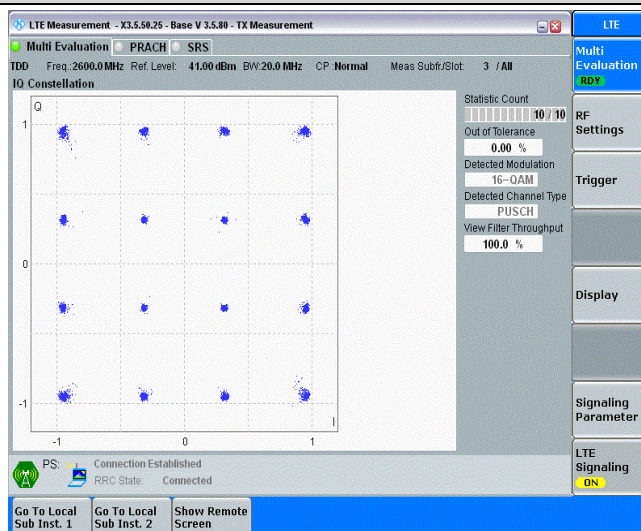 LTE Measurement - X3.5.50.25 - Base V 3.5.80 - TX Measurement
LTE
Multi Evaluation PRACH SRS
Multi Evaluation
RDY
TDD Freq.:2600.0 MHz Ref. Level: 41.00 dBm BW:20.0 MHz CP :Normal Meas Subfr./Slot: 3 / All
IQ Constellation
Q
1
0
-1
-1 0 1
I
Statistic Count
10 / 10
Out of Tolerance
0.00 %
Detected Modulation
16-QAM
Detected Channel Type
PUSCH
View Filter Throughput
100.0 %
RF
Settings
Trigger
Display
Signaling
Parameter
LTE
Signaling
ON
PS: Connection Established
RRC State: Connected
Go To Local
Sub Inst. 1
Go To Local
Sub Inst. 2
Show Remote
Screen